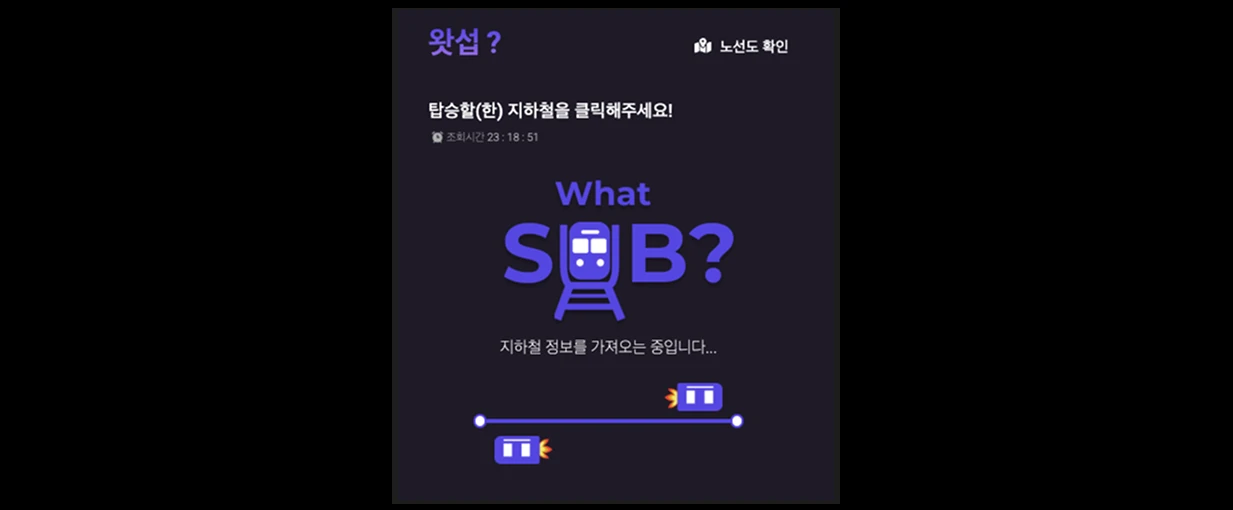 왓섭 ?
노선도 확인
탑승할(한) 지하철을 클릭해주세요!
조회시간 23 : 18 : 51
What
SUB?
지하철 정보를 가져오는 중입니다...